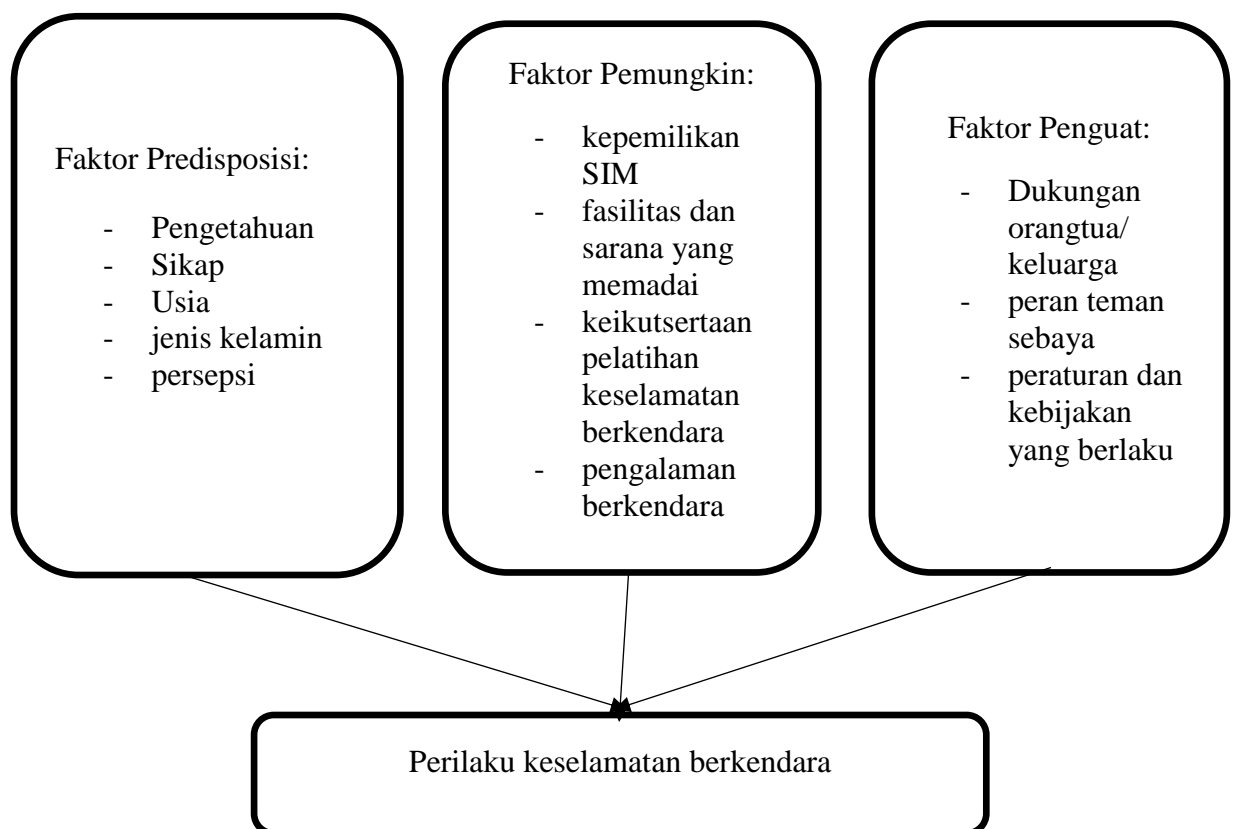 Faktor Predisposisi:
- Pengetahuan
- Sikap
- Usia
- jenis kelamin
- persepsi
Faktor Pemungkin:
- kepemilikan
SIM
- fasilitas dan
sarana yang
memadai
- keikutsertaan
pelatihan
keselamatan
berkendara
- pengalaman
berkendara
Faktor Penguat:
- Dukungan
orangtua/
keluarga
- peran teman
sebaya
- peraturan dan
kebijakan
yang berlaku
Perilaku keselamatan berkendara